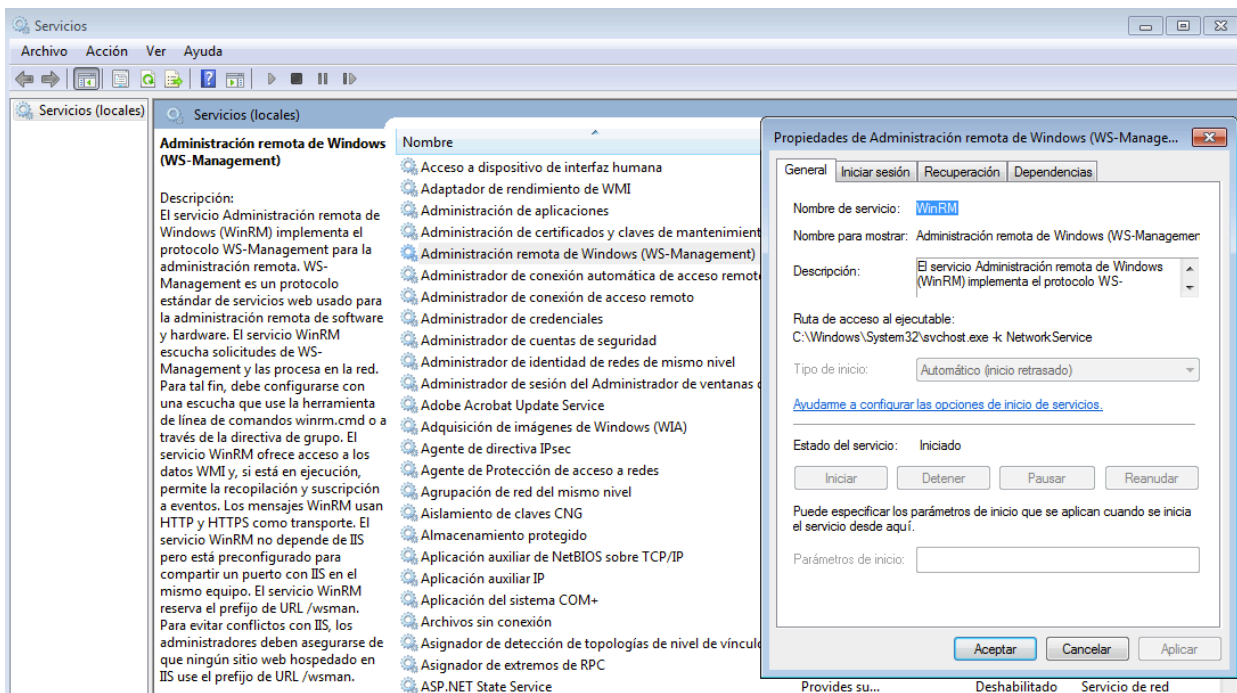 Servicios
Archivo Acción Ver Ayuda
Servicios (locales)
Servicios (locales)
Administración remota de Windows
(WS-Management)
Descripción:
El servicio Administración remota de
Windows (WinRM) implementa el
protocolo WS-Management para la
administración remota. WS-
Management es un protocolo
estándar de servicios web usado para
la administración remota de software
y hardware. El servicio WinRM
escucha solicitudes de WS-
Management y las procesa en la red.
Para tal fin, debe configurarse con
una escucha que use la herramienta
de línea de comandos winrm.cmd o a
través de la directiva de grupo. El
servicio WinRM ofrece acceso a los
datos WMI y, si está en ejecución,
permite la recopilación y suscripción
a eventos. Los mensajes WinRM usan
HTTP y HTTPS como transporte. El
servicio WinRM no depende de IIS
pero está preconfigurado para
compartir un puerto con IIS en el
mismo equipo. El servicio WinRM
reserva el prefijo de URL /wsman.
Para evitar conflictos con IIS, los
administradores deben asegurarse de
que ningún sitio web hospedado en
IIS use el prefijo de URL /wsman.
Nombre
Acceso a dispositivo de interfaz humana
Adaptador de rendimiento de WMI
Administración de aplicaciones
Administración de certificados y claves de mantenimient
Administración remota de Windows (WS-Management)
Administrador de conexión automática de acceso remot
Administrador de conexión de acceso remoto
Administrador de credenciales
Administrador de cuentas de seguridad
Administrador de identidad de redes de mismo nivel
Administrador de sesión del Administrador de ventanas
Adobe Acrobat Update Service
Adquisición de imágenes de Windows (WIA)
Agente de directiva IPsec
Agente de Protección de acceso a redes
Agrupación de red del mismo nivel
Aislamiento de claves CNG
Almacenamiento protegido
Aplicación auxiliar de NetBIOS sobre TCP/IP
Aplicación auxiliar IP
Aplicación del sistema COM+
Archivos sin conexión
Asignador de detección de topologías de nivel de víncul
Asignador de extremos de RPC
ASP.NET State Service Provides su... Deshabilitado Servicio de red
Propiedades de Administración remota de Windows (WS-Manage...
General Iniciar sesión Recuperación Dependencias
Nombre de servicio: WinRM
Nombre para mostrar: Administración remota de Windows (WS-Managemen
Descripción: El servicio Administración remota de Windows
(WinRM) implementa el protocolo WS-
Ruta de acceso al ejecutable:
C:\Windows\System32\svchost.exe -k NetworkService
Tipo de inicio: Automático (inicio retrasado)
Ayudarme a configurar las opciones de inicio de servicios.
Estado del servicio: Iniciado
Iniciar Detener Pausar Reanudar
Puede especificar los parámetros de inicio que se aplican cuando se inicia
el servicio desde aquí.
Parámetros de inicio:
Aceptar Cancelar Aplicar